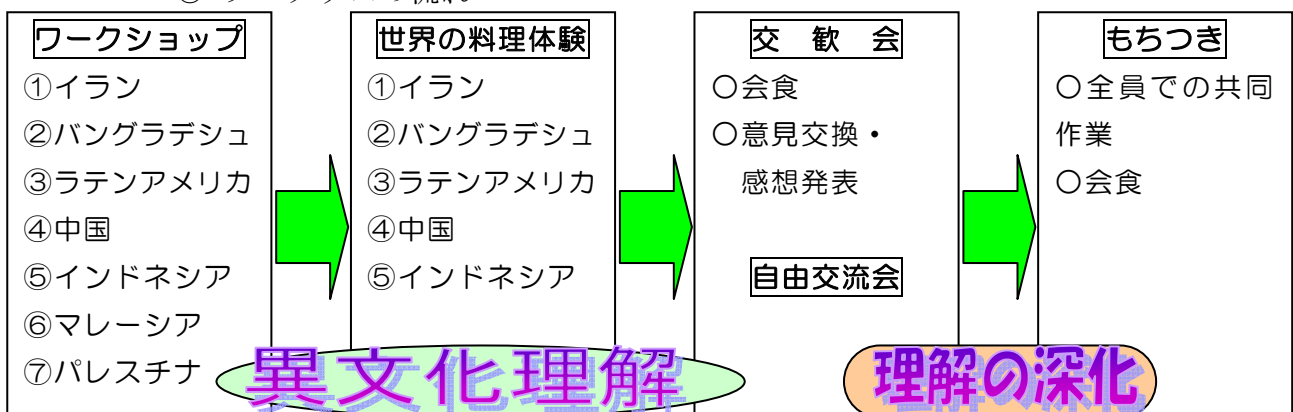 ワークショップ
①イラン
②バングラデシュ
③ラテンアメリカ
④中国
⑤インドネシア
⑥マレーシア
⑦パレスチナ
世界の料理体験
①イラン
②バングラデシュ
③ラテンアメリカ
④中国
⑤インドネシア
交　歓　会
○会食
○意見交換・
感想発表
自由交流会
もちつき
○全員での共同
作業
○会食
異文化理解
理解の深化